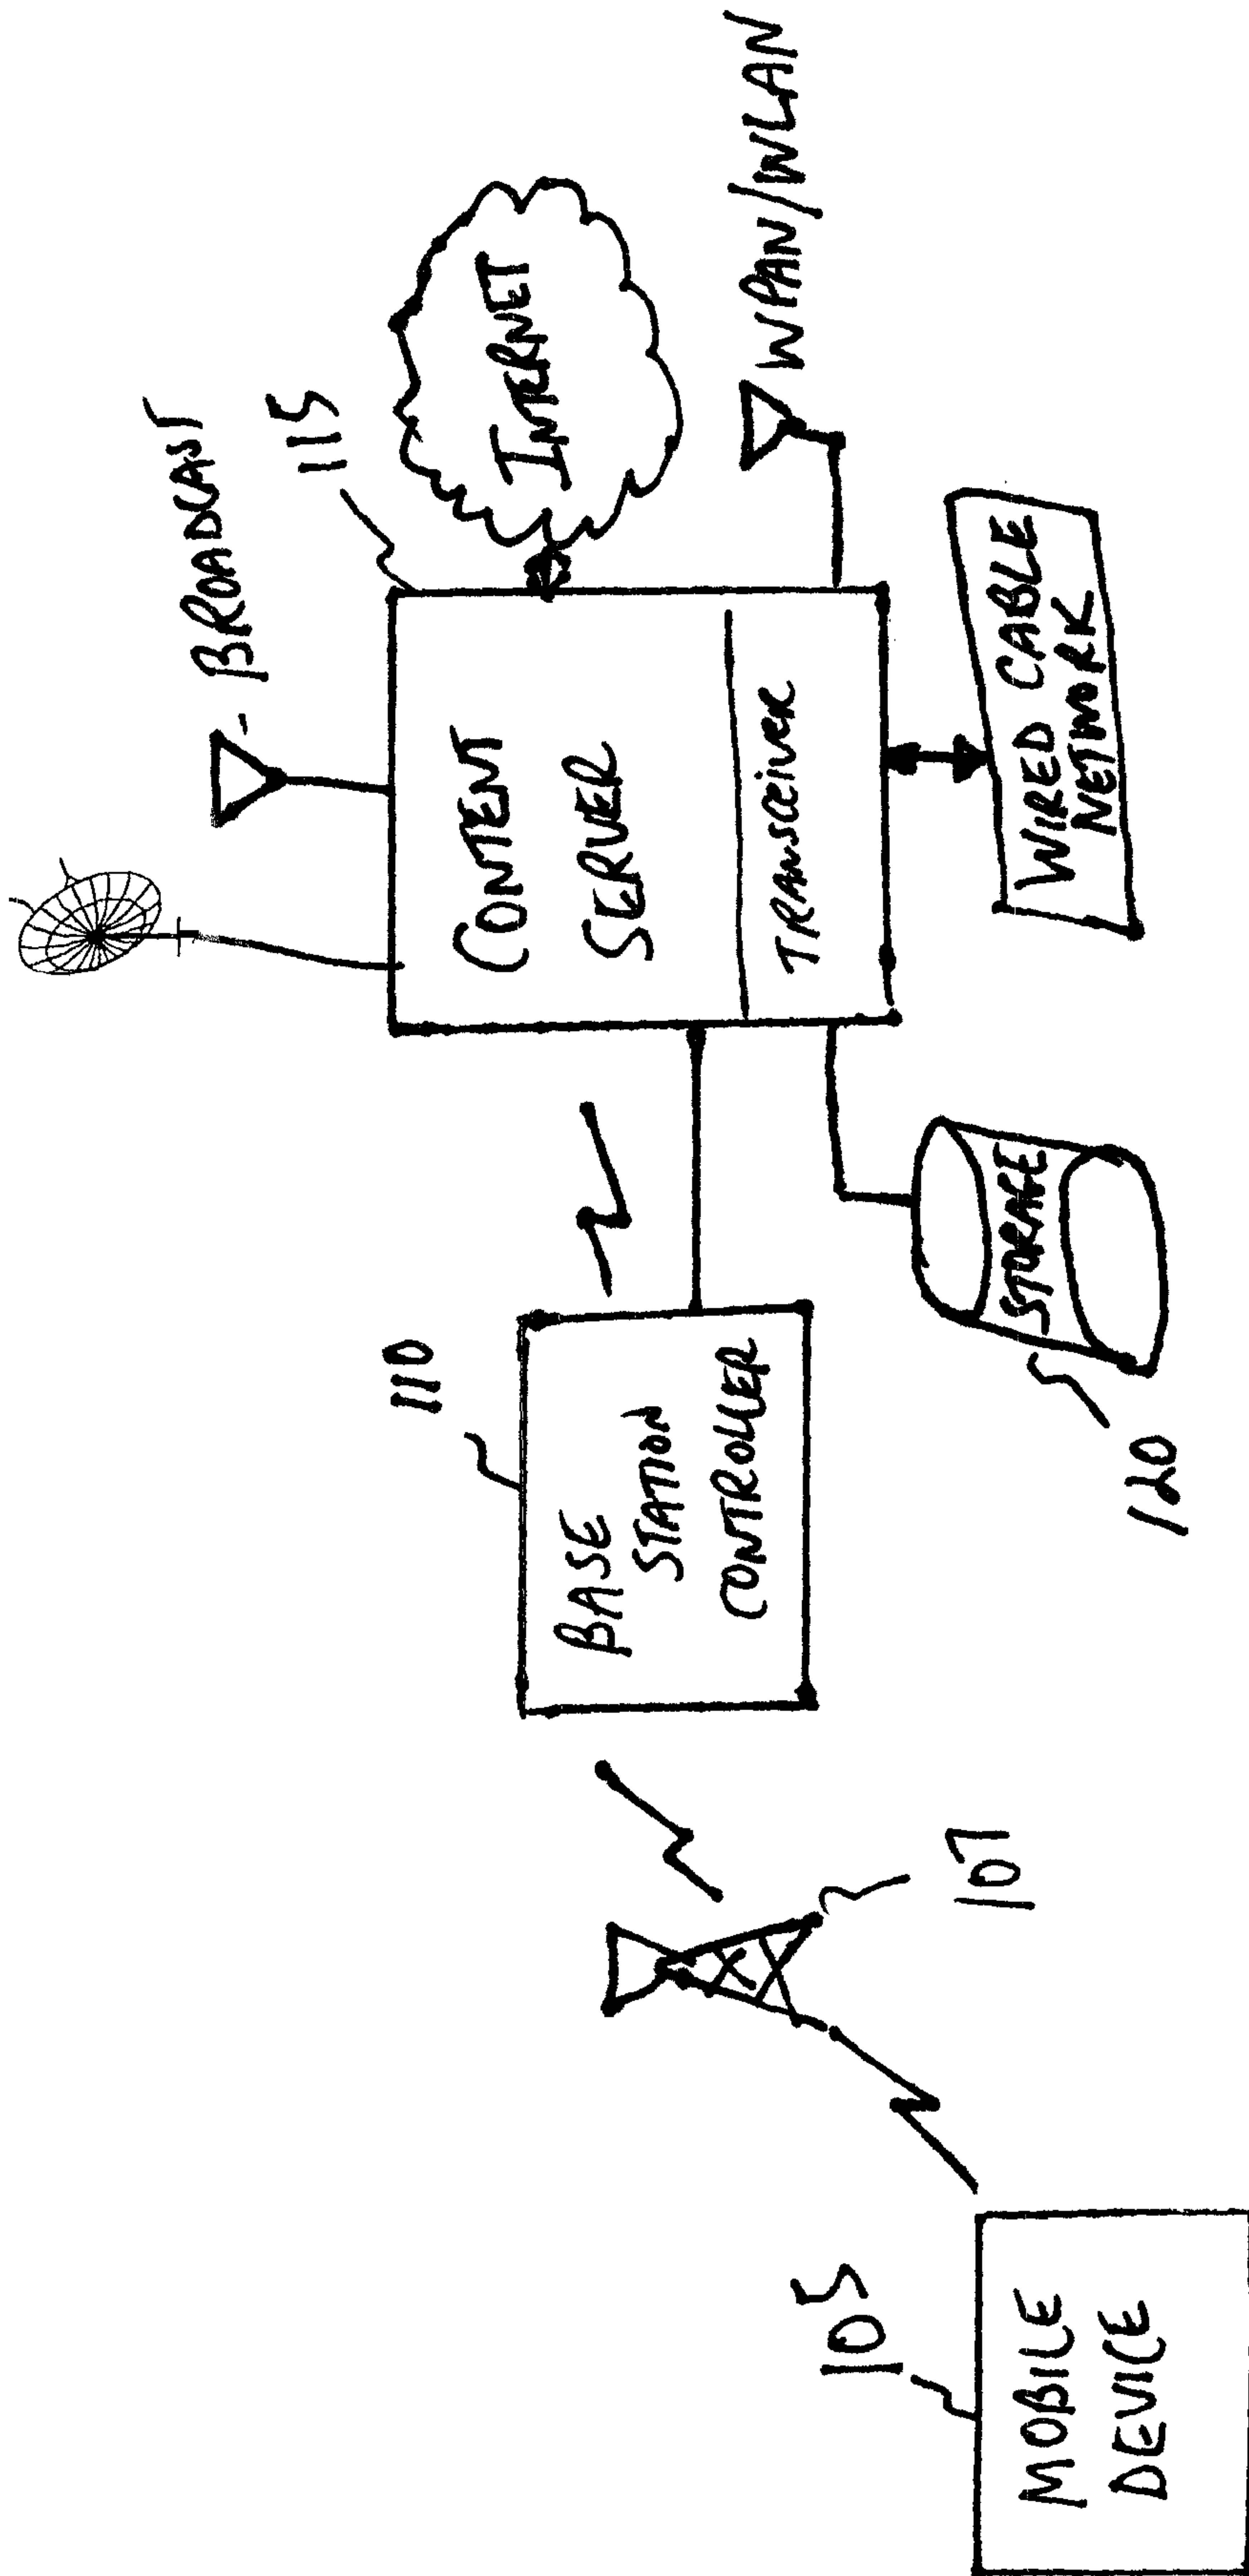 BROADCAST
115
INTERNET
CONTENT
SERVER
TRANSCEIVER
WPAN/WLAN
WIRED CABLE
NETWORK
110
BASE
STATION
CONTROLLER
STORAGE
120
107
105
MOBILE
DEVICE